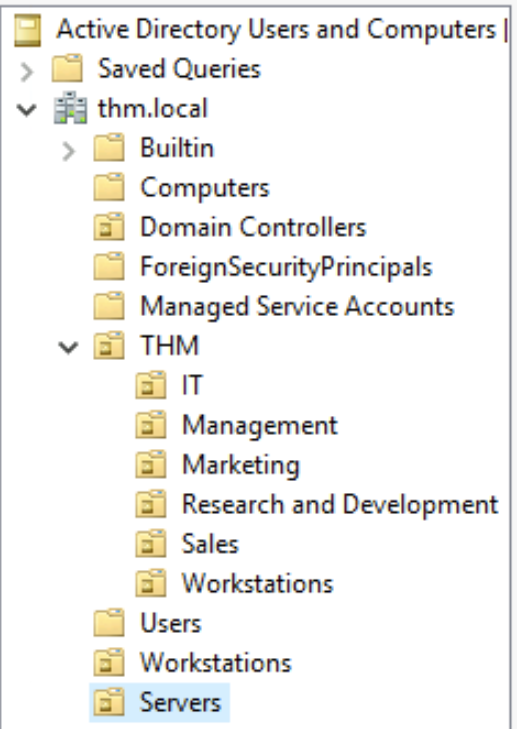 Active Directory Users and Computers
Saved Queries
thm.local
Builtin
Computers
Domain Controllers
ForeignSecurityPrincipals
Managed Service Accounts
THM
IT
Management
Marketing
Research and Development
Sales
Workstations
Users
Workstations
Servers